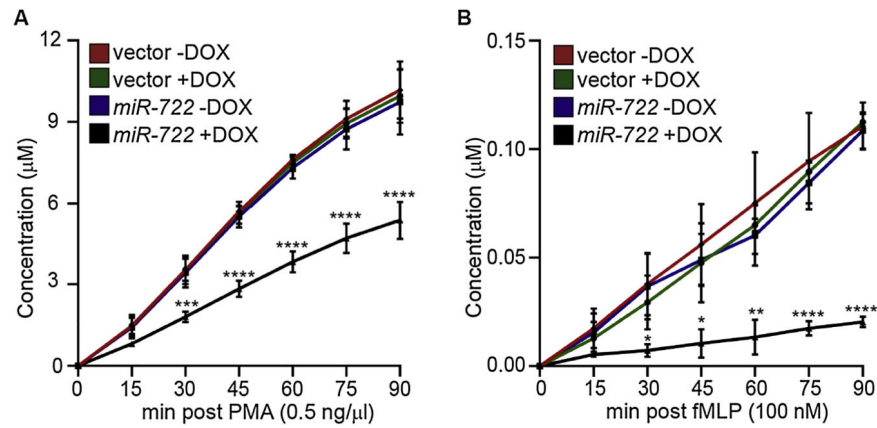 A
12
9
6
3
0
Concentration (μM)
vector -DOX
vector +DOX
miR-722 -DOX
miR-722 +DOX
***
****
****
****
****
0 15 30 45 60 75 90
min post PMA (0.5 ng/μl)
B
0.15
0.10
0.05
0.00
Concentration (μM)
vector -DOX
vector +DOX
miR-722 -DOX
miR-722 +DOX
*
*
**
****
****
0 15 30 45 60 75 90
min post fMLP (100 nM)